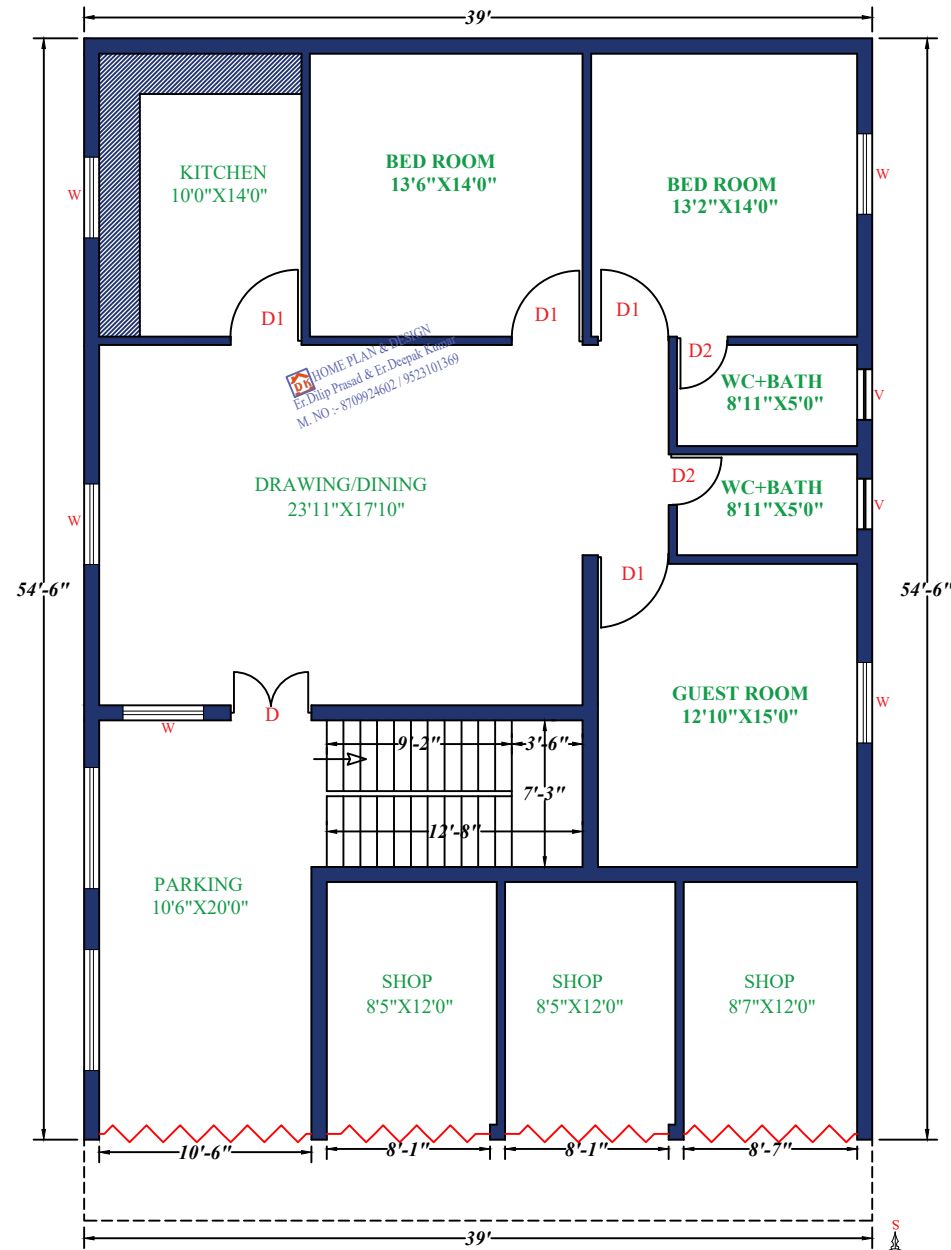 39'
KITCHEN
10'0"X14'0"
BED ROOM
13'6"X14'0"
BED ROOM
13'2"X14'0"
W
W
W
D1
D1
D1
D2
DK
HOME PLAN & DESIGN
Er.Dilip Prasad & Er.Deepak Kumar
M. NO :- 8709924602 / 9523101369
WC+BATH
8'11"X5'0"
V
DRAWING/DINING
23'11"X17'10"
D2
WC+BATH
8'11"X5'0"
V
54'-6"
54'-6"
D1
GUEST ROOM
12'10"X15'0"
W
W
D
9'-2"
3'-6"
7'-3"
12'-8"
PARKING
10'6"X20'0"
SHOP
8'5"X12'0"
SHOP
8'5"X12'0"
SHOP
8'7"X12'0"
10'-6"
8'-1"
8'-1"
8'-7"
39'
S